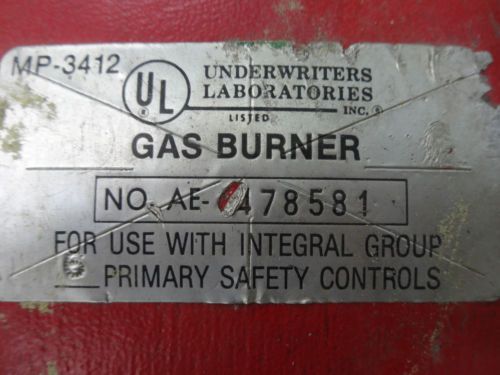 MP-3412
UL
®
UNDERWRITERS
LABORATORIES
INC.®
LISTED
GAS BURNER
NO. AE- 478581
FOR USE WITH INTEGRAL GROUP
PRIMARY SAFETY CONTROLS